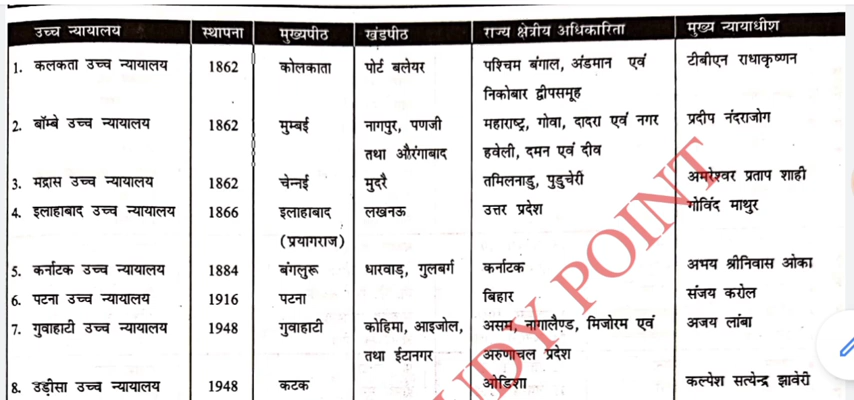 उच्च न्यायालय स्थापना मुख्यपीठ खंडपीठ राज्य क्षेत्रीय अधिकारिता मुख्य न्यायाधीश
1. कलकता उच्च न्यायालय 1862 कोलकाता पोर्ट बलेयर पश्चिम बंगाल, अंडमान एवं टीबीएन राधाकृष्णन
निकोबार द्वीपसमूह
2. बॉम्बे उच्च न्यायालय 1862 मुम्बई नागपुर, पणजी महाराष्ट्र, गोवा, दादरा एवं नगर प्रदीप नंदराजोग
तथा औरंगाबाद हवेली, दमन एवं दीव
3. मद्रास उच्च न्यायालय 1862 चेन्नई मुदरै तमिलनाडु, पुडुचेरी अमरेश्वर प्रताप शाही
4. इलाहाबाद उच्च न्यायालय 1866 इलाहाबाद लखनऊ उत्तर प्रदेश गोविंद माथुर
(प्रयागराज)
5. कर्नाटक उच्च न्यायालय 1884 बंगलुरू धारवाड़, गुलबर्ग कर्नाटक अभय श्रीनिवास ओका
6. पटना उच्च न्यायालय 1916 पटना बिहार संजय करोल
7. गुवाहाटी उच्च न्यायालय 1948 गुवाहाटी कोहिमा, आइजोल, असम, नागालैण्ड, मिजोरम एवं अजय लांबा
तथा ईटानगर अरुणाचल प्रदेश
8. उड़ीसा उच्च न्यायालय 1948 कटक ओडिशा कल्पेश सत्येन्द्र झावेरी
UDY POINT